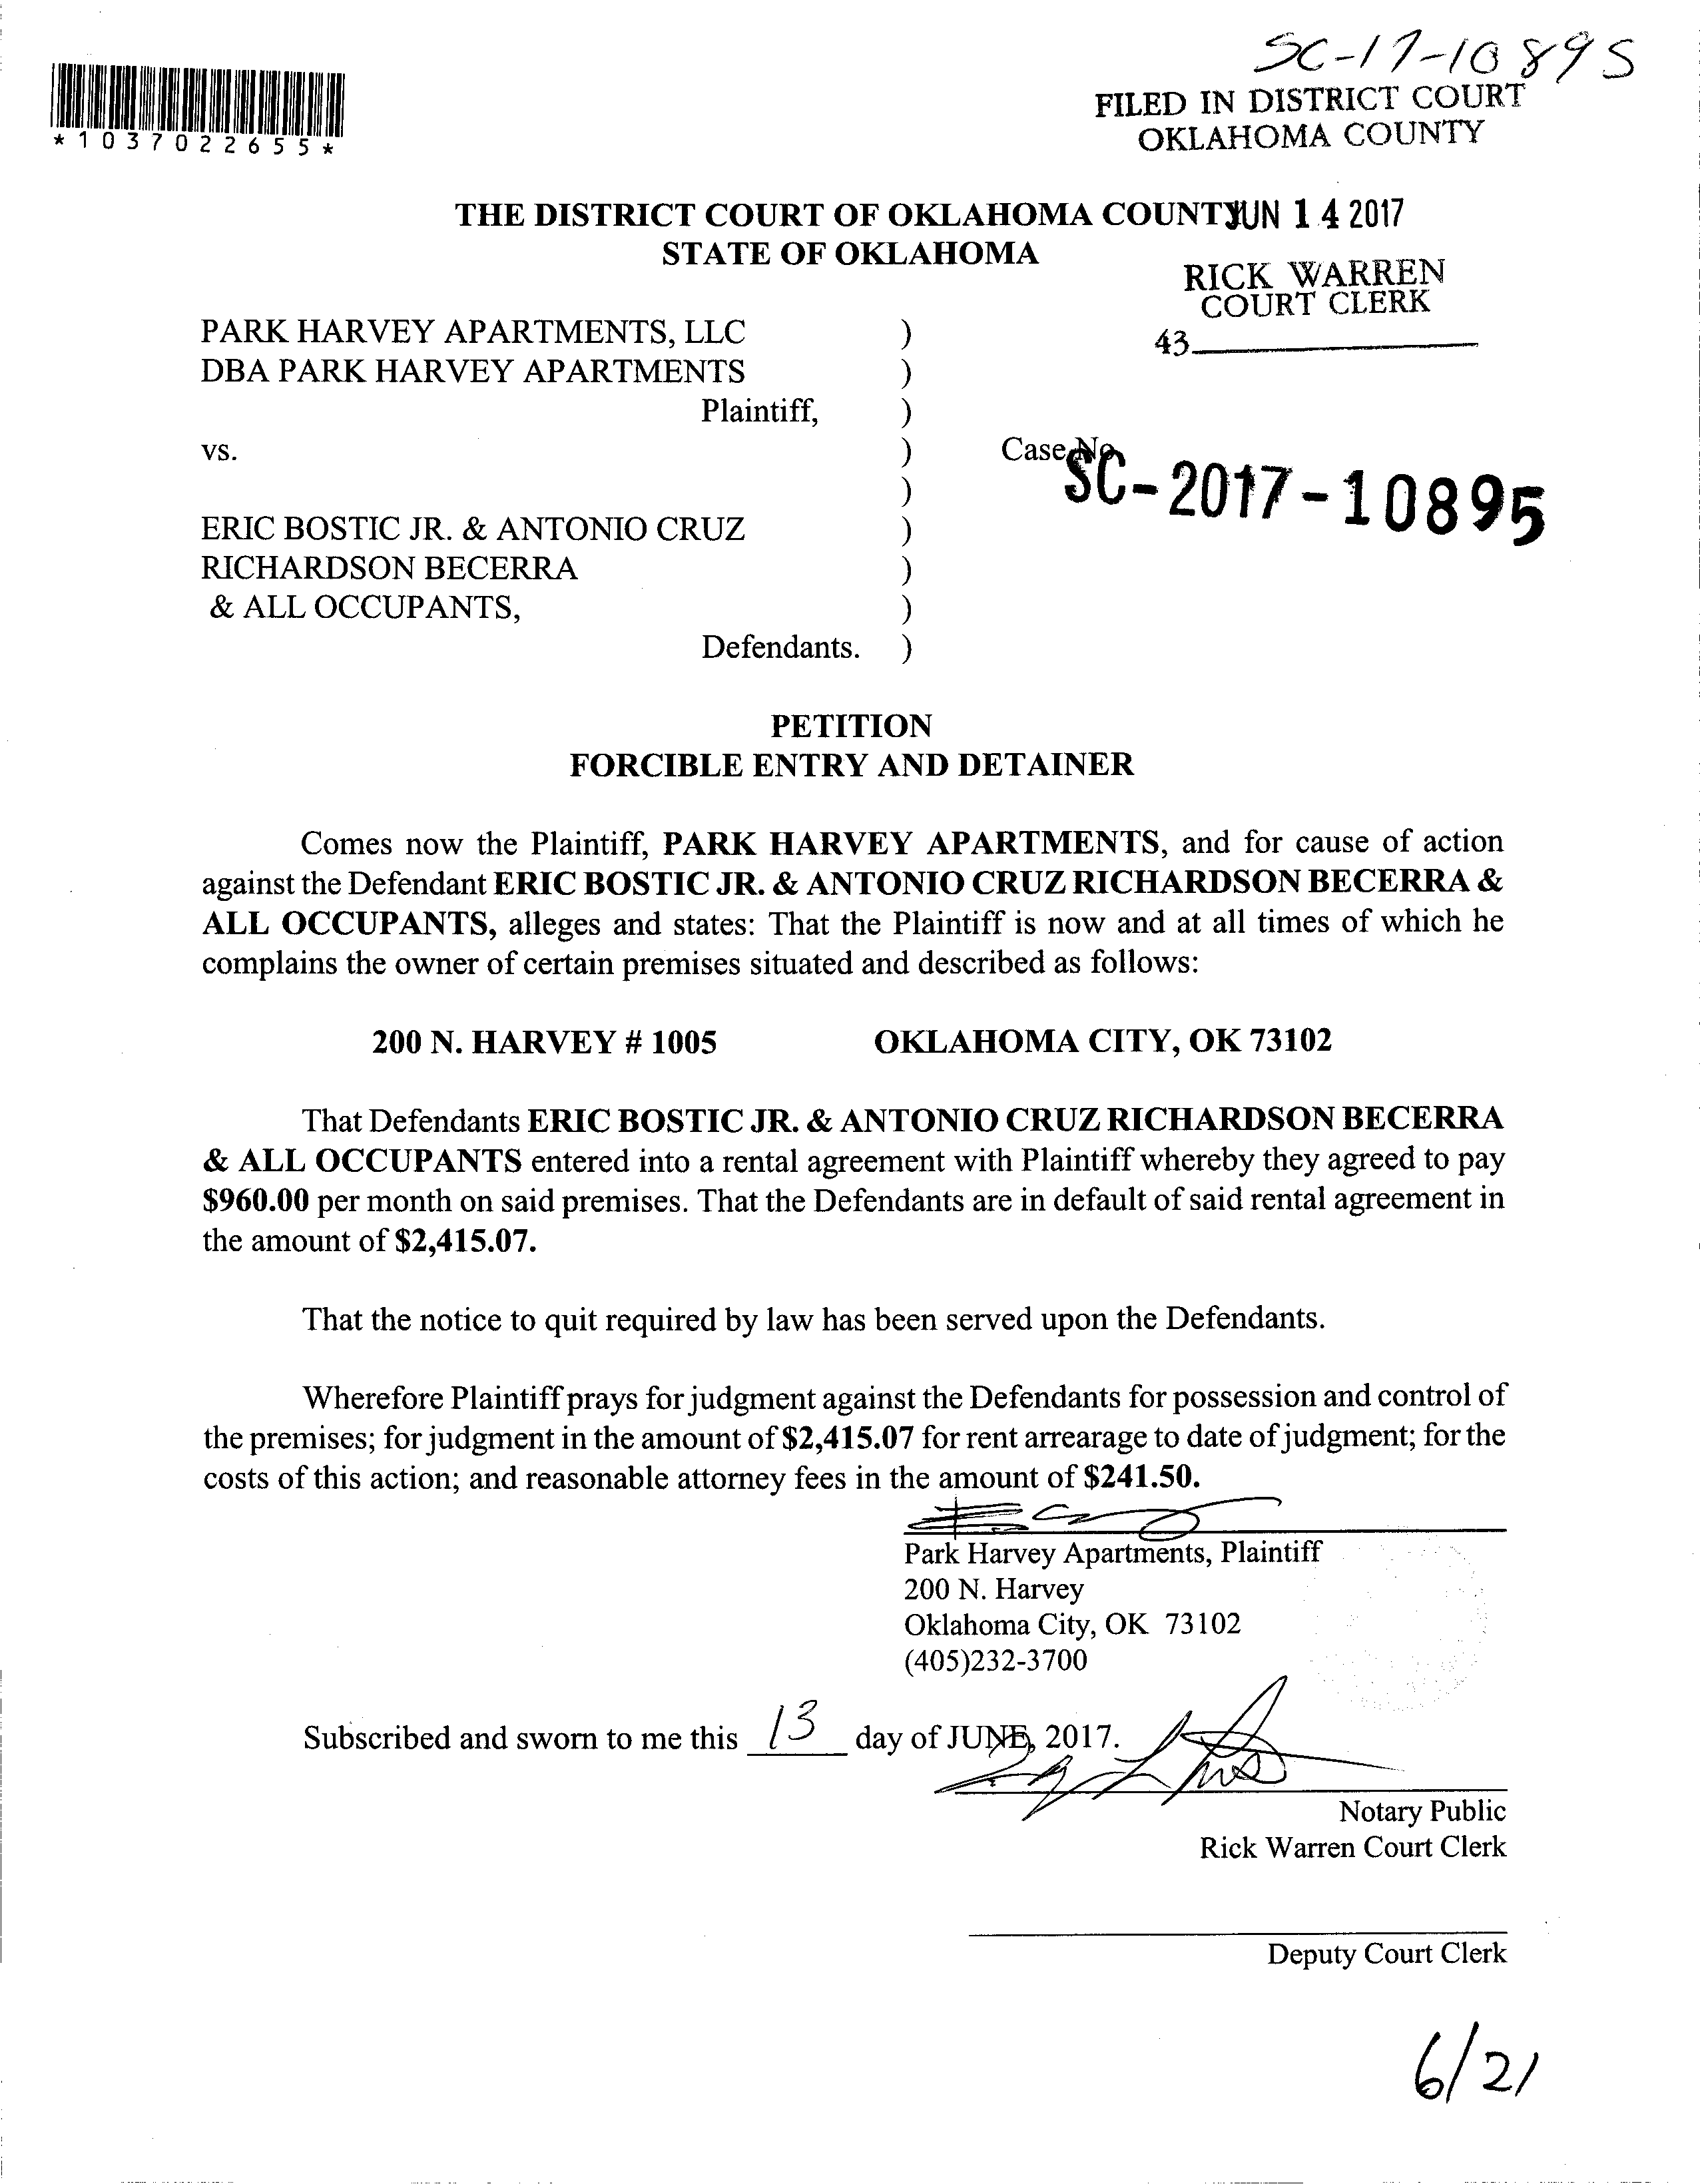 SC-17-10895
*1037022655*
FILED IN DISTRICT COURT
OKLAHOMA COUNTY
THE DISTRICT COURT OF OKLAHOMA COUNTY JUN 14 2017
STATE OF OKLAHOMA
RICK WARREN
COURT CLERK
43
PARK HARVEY APARTMENTS, LLC )
DBA PARK HARVEY APARTMENTS )
Plaintiff, )
vs. ) Case No.
) SC-2017-10895
ERIC BOSTIC JR. & ANTONIO CRUZ )
RICHARDSON BECERRA )
& ALL OCCUPANTS, )
Defendants. )
PETITION
FORCIBLE ENTRY AND DETAINER
Comes now the Plaintiff, PARK HARVEY APARTMENTS, and for cause of action
against the Defendant ERIC BOSTIC JR. & ANTONIO CRUZ RICHARDSON BECERRA &
ALL OCCUPANTS, alleges and states: That the Plaintiff is now and at all times of which he
complains the owner of certain premises situated and described as follows:
200 N. HARVEY # 1005 OKLAHOMA CITY, OK 73102
That Defendants ERIC BOSTIC JR. & ANTONIO CRUZ RICHARDSON BECERRA
& ALL OCCUPANTS entered into a rental agreement with Plaintiff whereby they agreed to pay
$960.00 per month on said premises. That the Defendants are in default of said rental agreement in
the amount of $2,415.07.
That the notice to quit required by law has been served upon the Defendants.
Wherefore Plaintiff prays for judgment against the Defendants for possession and control of
the premises; for judgment in the amount of $2,415.07 for rent arrearage to date of judgment; for the
costs of this action; and reasonable attorney fees in the amount of $241.50.
Park Harvey Apartments, Plaintiff
200 N. Harvey
Oklahoma City, OK 73102
(405)232-3700
Subscribed and sworn to me this 13 day of JUNE, 2017.
Notary Public
Rick Warren Court Clerk
Deputy Court Clerk
6/21